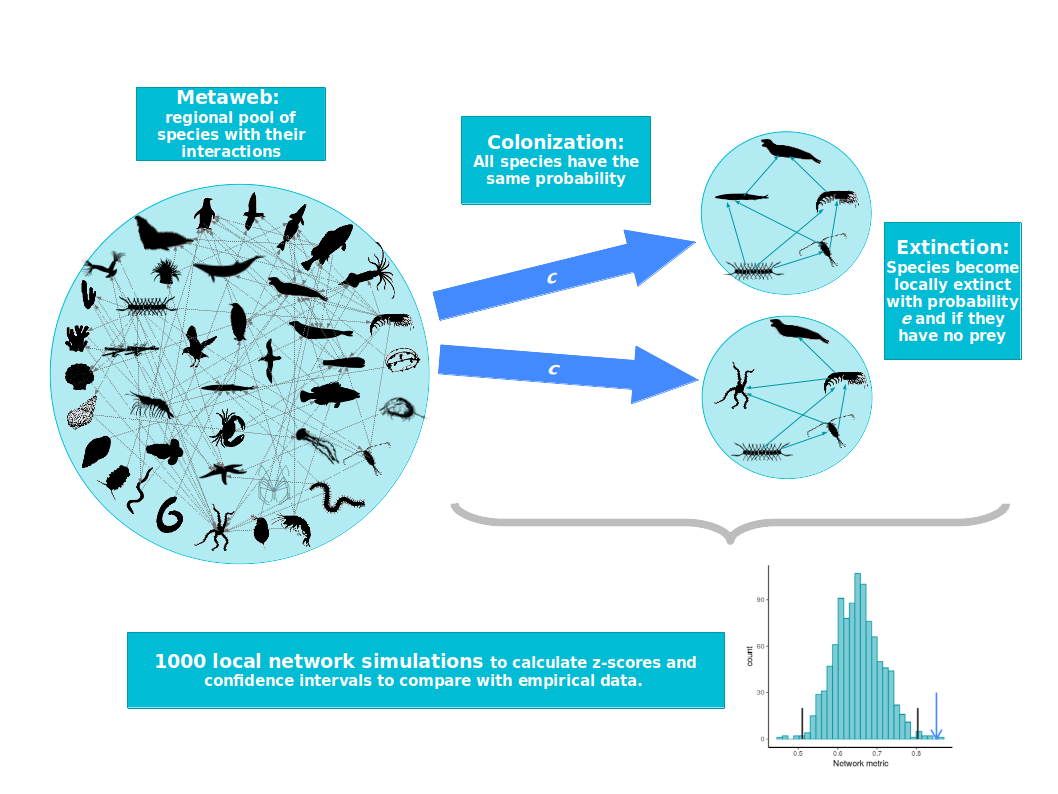 Metaweb:
regional pool of
species with their
interactions
Colonization:
All species have the
same probability
c
c
Extinction:
Species become
locally extinct
with probability
e and if they
have no prey
1000 local network simulations to calculate z-scores and
confidence intervals to compare with empirical data.
count
90
60
30
0
0.5 0.6 0.7 0.8
Network metric